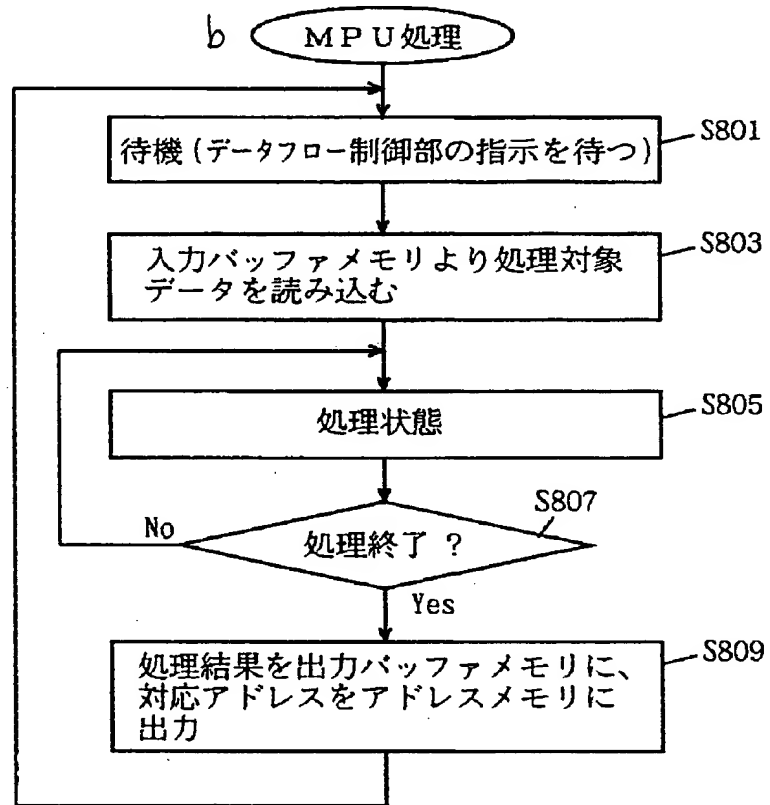 b
MPU処理
待機(データフロー制御部の指示を待つ)
S801
入力バッファメモリより処理対象
データを読み込む
S803
処理状態
S805
処理終了?
S807
No
Yes
処理結果を出力バッファメモリに、
対応アドレスをアドレスメモリに
出力
S809